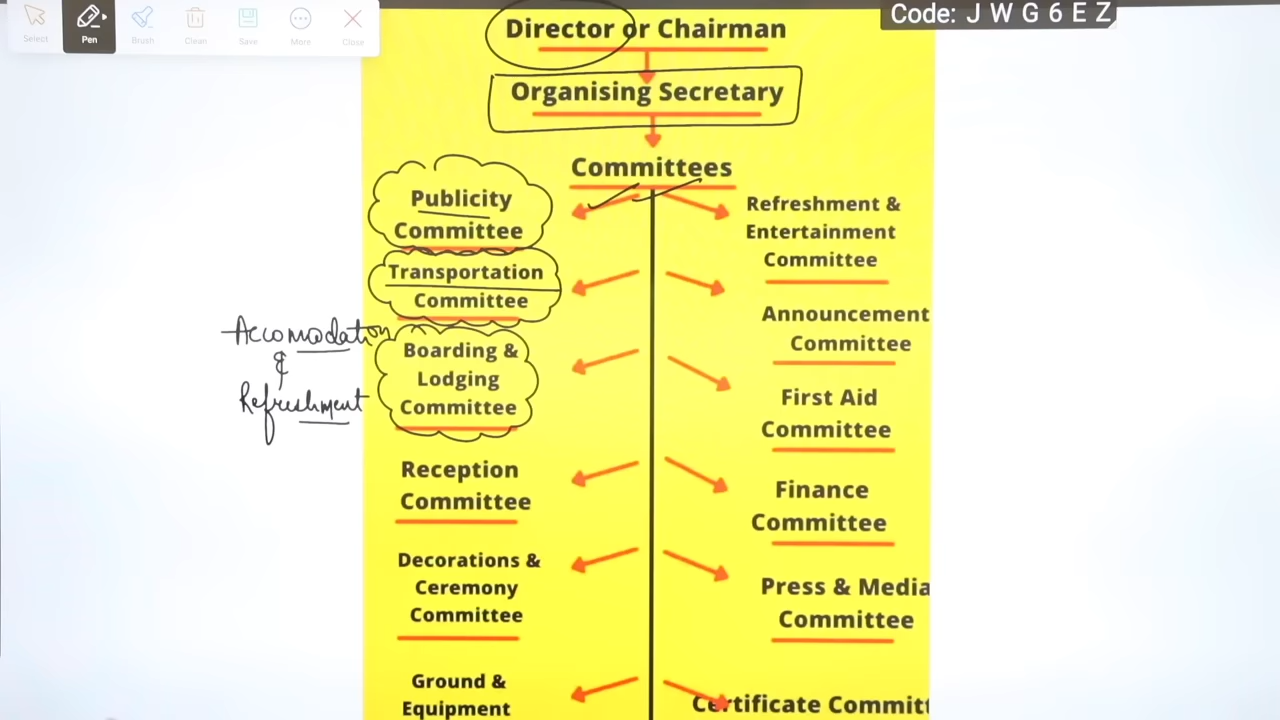 Select
Pen
Brush
Clean
Save
More
Close
Code: J W G 6 E Z
Director or Chairman
Organising Secretary
Committees
Publicity
Committee
Transportation
Committee
Accomodation
&
Refreshment
Boarding &
Lodging
Committee
Reception
Committee
Decorations &
Ceremony
Committee
Ground &
Equipment
Refreshment &
Entertainment
Committee
Announcement
Committee
First Aid
Committee
Finance
Committee
Press & Media
Committee
Certificate Committ